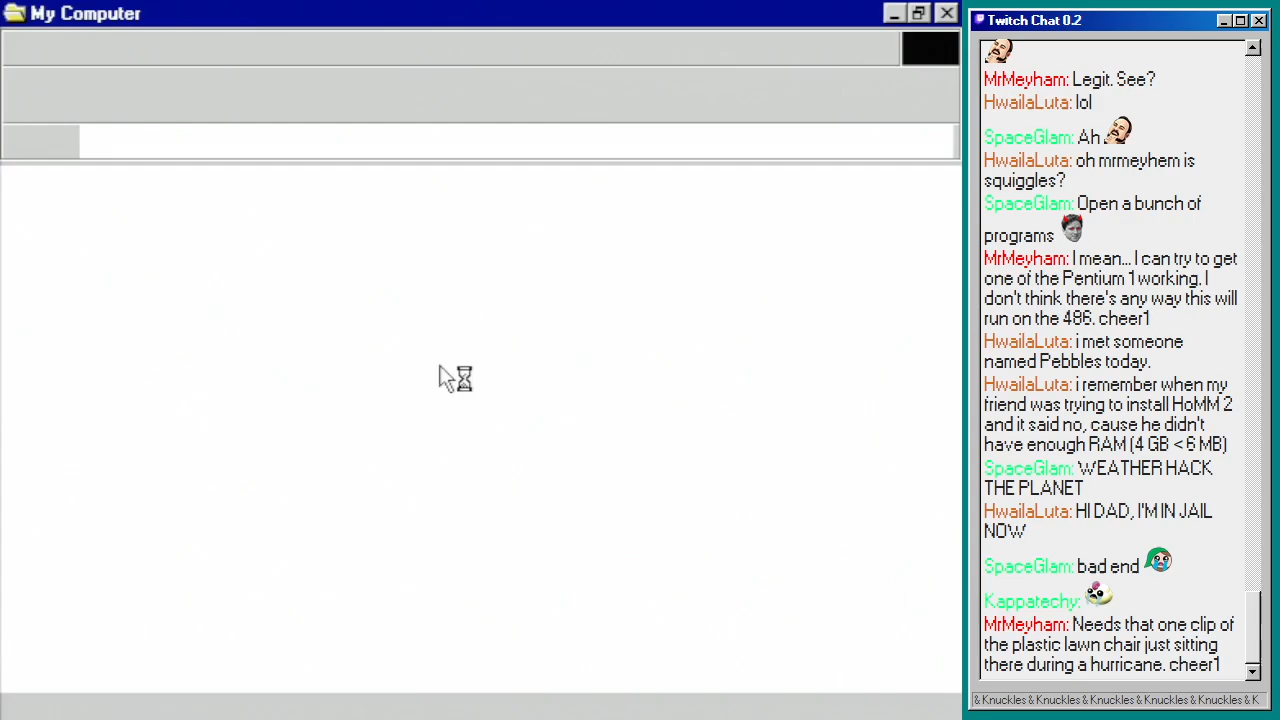 My Computer
Twitch Chat 0.2
MrMeyham: Legit. See?
HwailaLuta: lol
SpaceGlam: Ah
HwailaLuta: oh mrmeyhem is
squiggles?
SpaceGlam: Open a bunch of
programs
MrMeyham: I mean... I can try to get
one of the Pentium 1 working. I
don't think there's any way this will
run on the 486. cheer1
HwailaLuta: i met someone
named Pebbles today.
HwailaLuta: i remember when my
friend was trying to install HoMM 2
and it said no, cause he didn't
have enough RAM (4 GB < 6 MB)
SpaceGlam: WEATHER HACK
THE PLANET
HwailaLuta: HI DAD, I'M IN JAIL
NOW
SpaceGlam: bad end
Kappatechy:
MrMeyham: Needs that one clip of
the plastic lawn chair just sitting
there during a hurricane. cheer1
& Knuckles & Knuckles & Knuckles & Knuckles & Knuckles & K